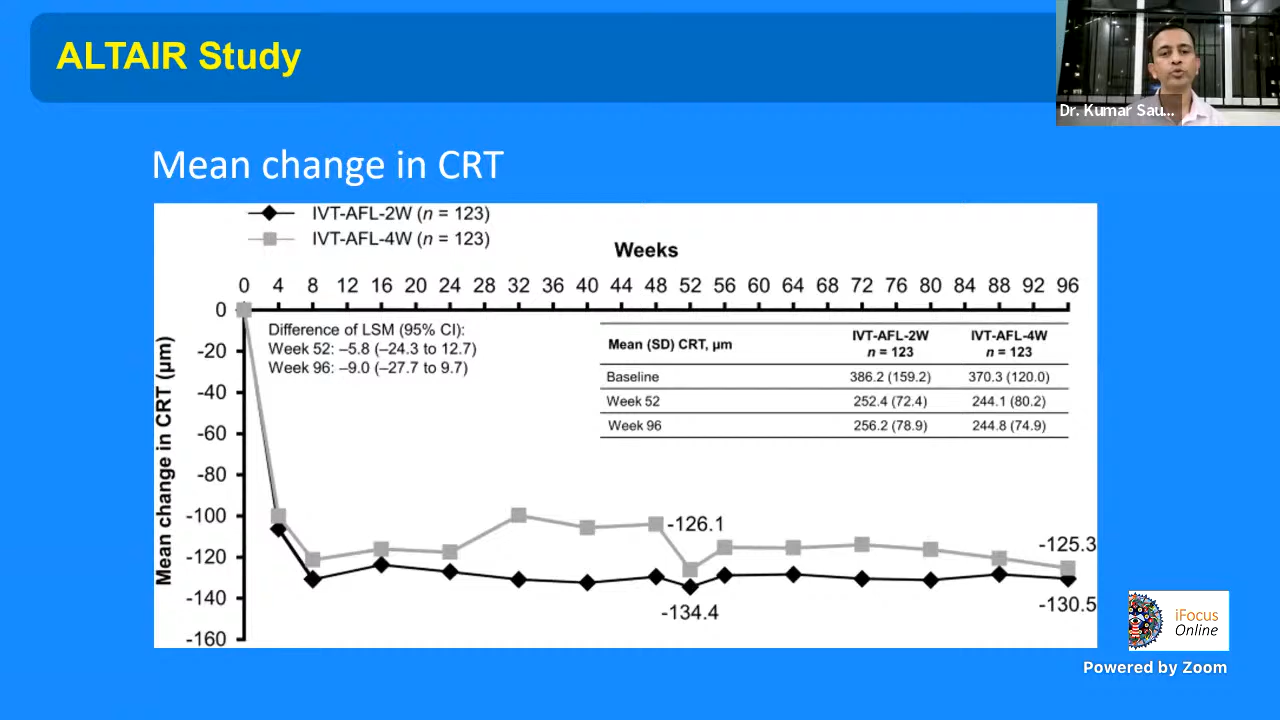 ALTAIR Study
Dr. Kumar Sau...
Mean change in CRT
IVT-AFL-2W (n = 123)
IVT-AFL-4W (n = 123)
Weeks
0 4 8 12 16 20 24 28 32 36 40 44 48 52 56 60 64 68 72 76 80 84 88 92 96
Mean change in CRT (µm)
0
-20
-40
-60
-80
-100
-120
-140
-160
Difference of LSM (95% CI):
Week 52: –5.8 (–24.3 to 12.7)
Week 96: –9.0 (–27.7 to 9.7)
Mean (SD) CRT, µm IVT-AFL-2W n = 123 IVT-AFL-4W n = 123
Baseline 386.2 (159.2) 370.3 (120.0)
Week 52 252.4 (72.4) 244.1 (80.2)
Week 96 256.2 (78.9) 244.8 (74.9)
-126.1
-134.4
-125.3
-130.5
iFocus
Online
Powered by Zoom